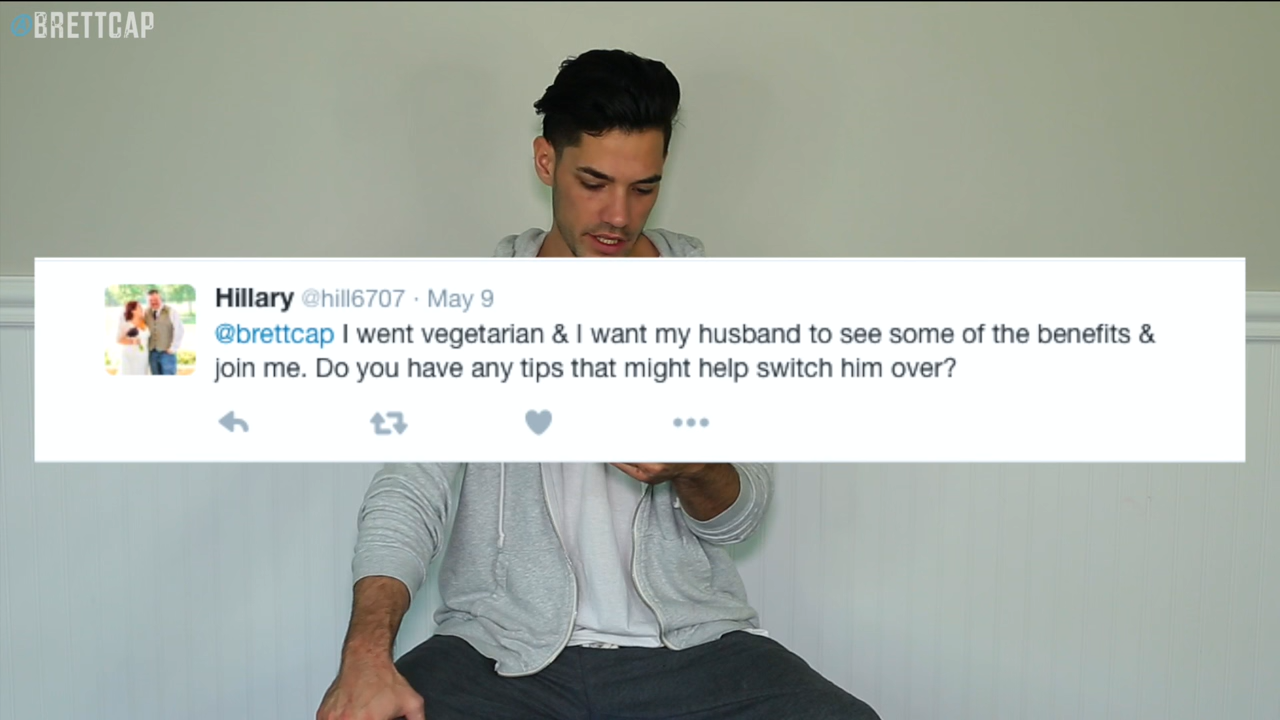 @BRETTCAP
Hillary @hill6707 · May 9
@brettcap I went vegetarian & I want my husband to see some of the benefits &
join me. Do you have any tips that might help switch him over?